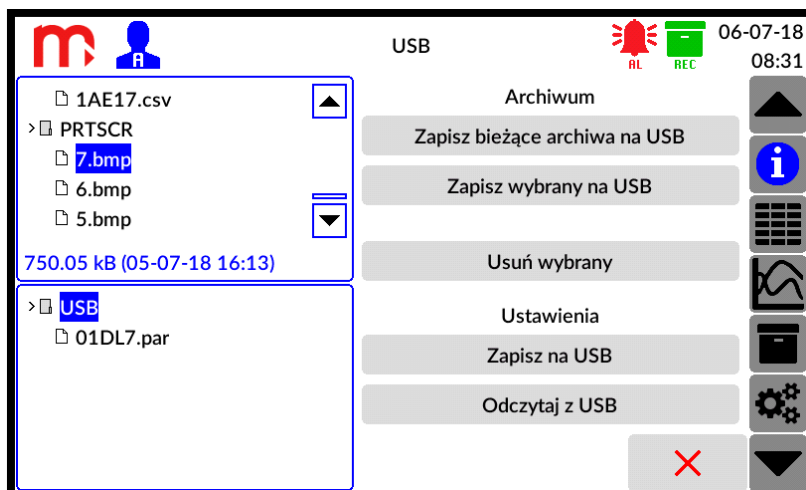 m
A
USB
AL
REC
06-07-18
08:31
1AE17.csv
PRTSCR
7.bmp
6.bmp
5.bmp
750.05 kB (05-07-18 16:13)
USB
01DL7.par
Archiwum
Zapisz bieżące archiwa na USB
Zapisz wybrany na USB
Usuń wybrany
Ustawienia
Zapisz na USB
Odczytaj z USB
i